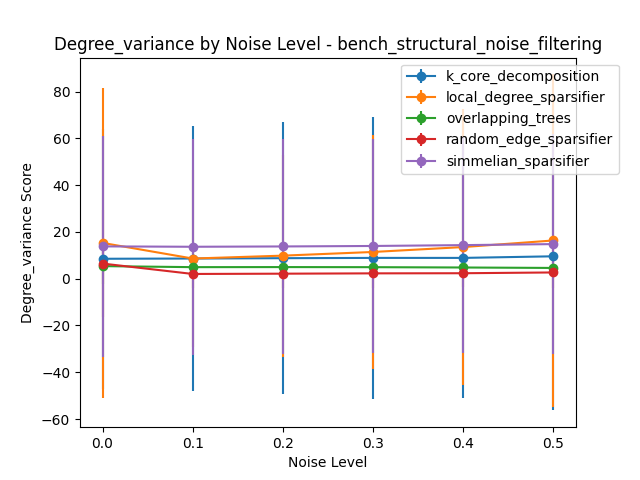 Degree_variance by Noise Level - bench_structural_noise_filtering
k_core_decomposition
local_degree_sparsifier
overlapping_trees
random_edge_sparsifier
simmelian_sparsifier
Degree_variance Score
80
60
40
20
0
−20
−40
−60
0.0 0.1 0.2 0.3 0.4 0.5
Noise Level